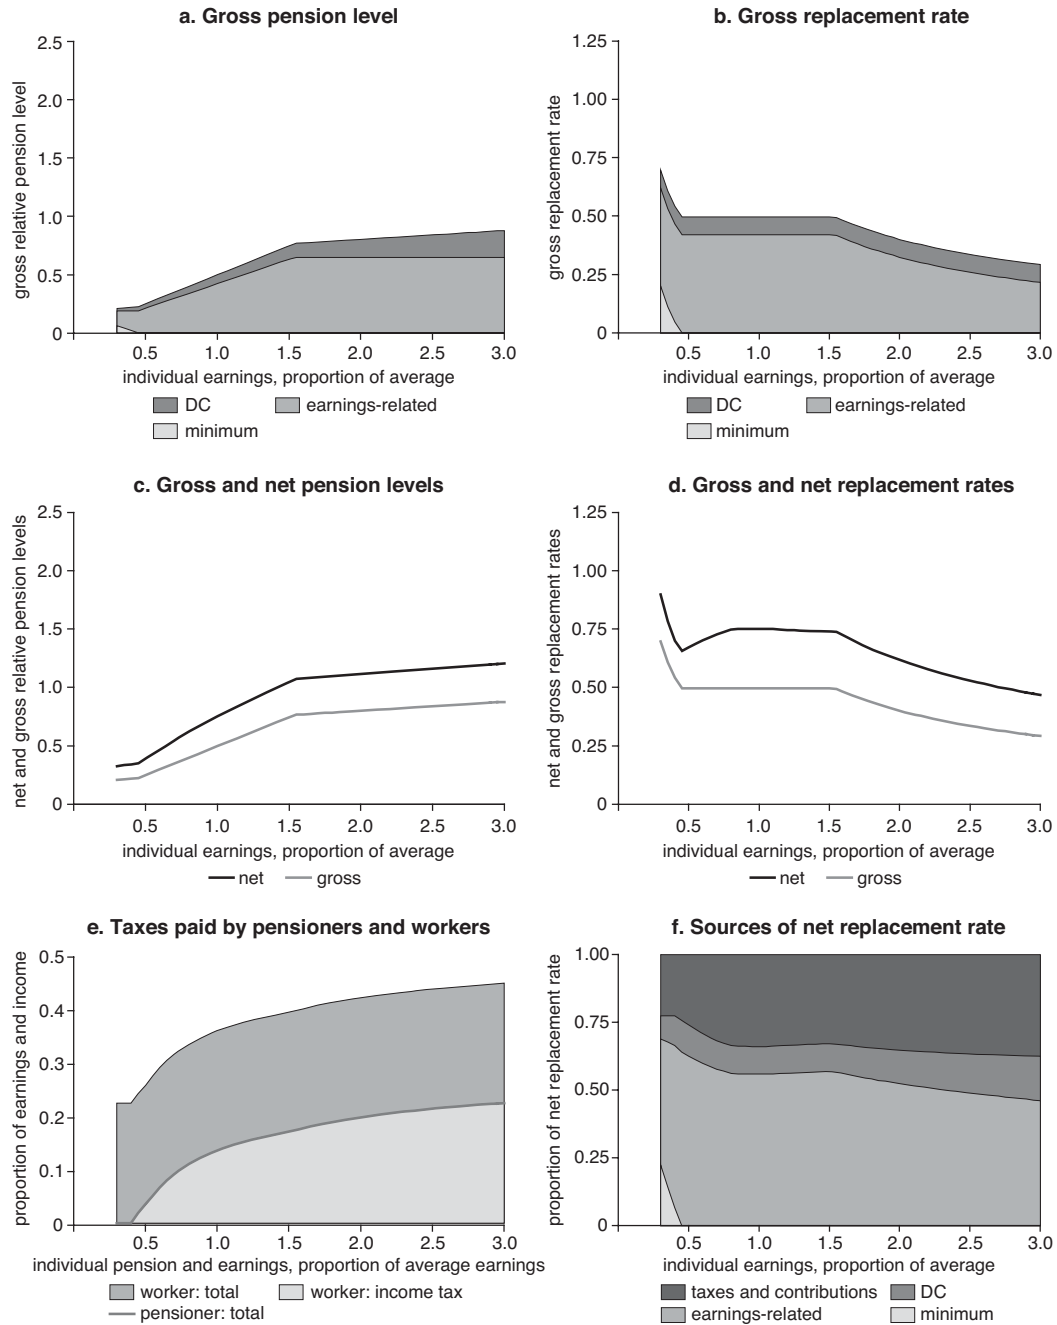 a. Gross pension level
gross relative pension level
2.5
2.0
1.5
1.0
0.5
0
0.5 1.0 1.5 2.0 2.5 3.0
individual earnings, proportion of average
DC earnings-related
minimum
b. Gross replacement rate
gross replacement rate
1.25
1.00
0.75
0.50
0.25
0
0.5 1.0 1.5 2.0 2.5 3.0
individual earnings, proportion of average
DC earnings-related
minimum
c. Gross and net pension levels
net and gross relative pension levels
2.5
2.0
1.5
1.0
0.5
0
0.5 1.0 1.5 2.0 2.5 3.0
individual earnings, proportion of average
net gross
d. Gross and net replacement rates
net and gross replacement rates
1.25
1.00
0.75
0.50
0.25
0
0.5 1.0 1.5 2.0 2.5 3.0
individual earnings, proportion of average
net gross
e. Taxes paid by pensioners and workers
proportion of earnings and income
0.5
0.4
0.3
0.2
0.1
0
0.5 1.0 1.5 2.0 2.5 3.0
individual pension and earnings, proportion of average earnings
worker: total worker: income tax
pensioner: total
f. Sources of net replacement rate
proportion of net replacement rate
1.00
0.75
0.50
0.25
0
0.5 1.0 1.5 2.0 2.5 3.0
individual earnings, proportion of average
taxes and contributions DC
earnings-related minimum